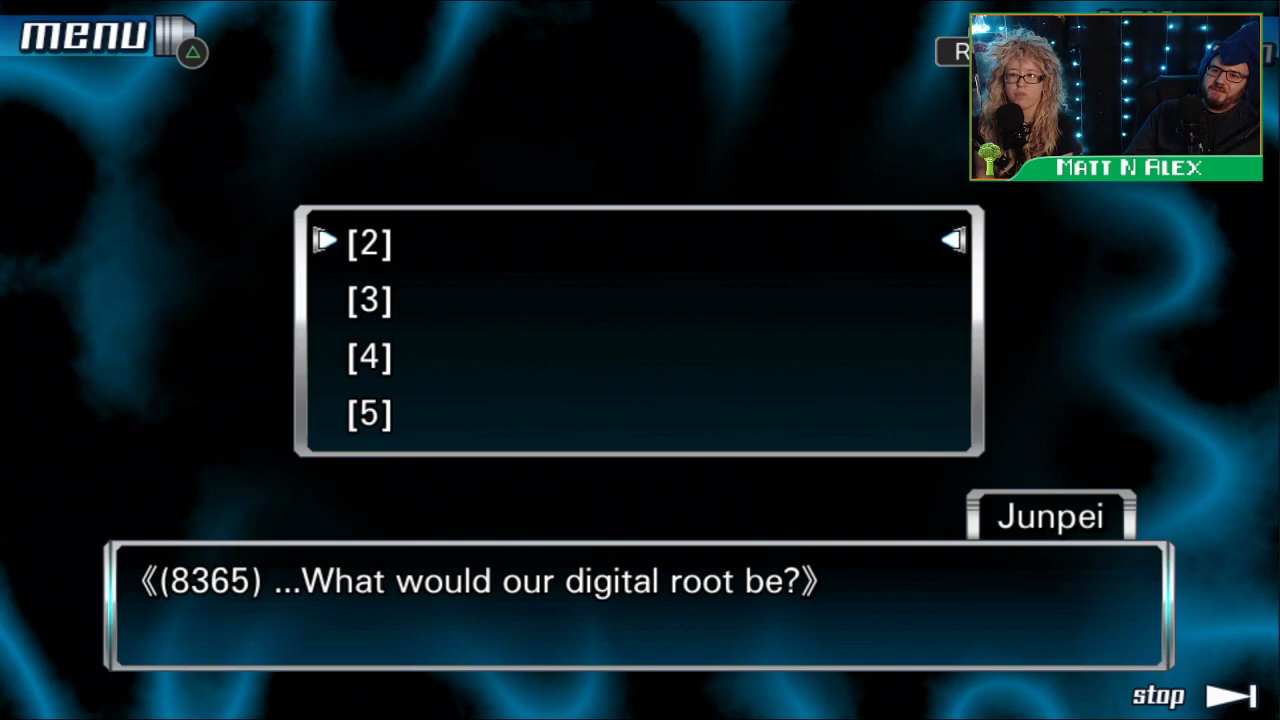 menu
R
MATT N ALEX
[2]
[3]
[4]
[5]
Junpei
《(8365) ...What would our digital root be?》
stop